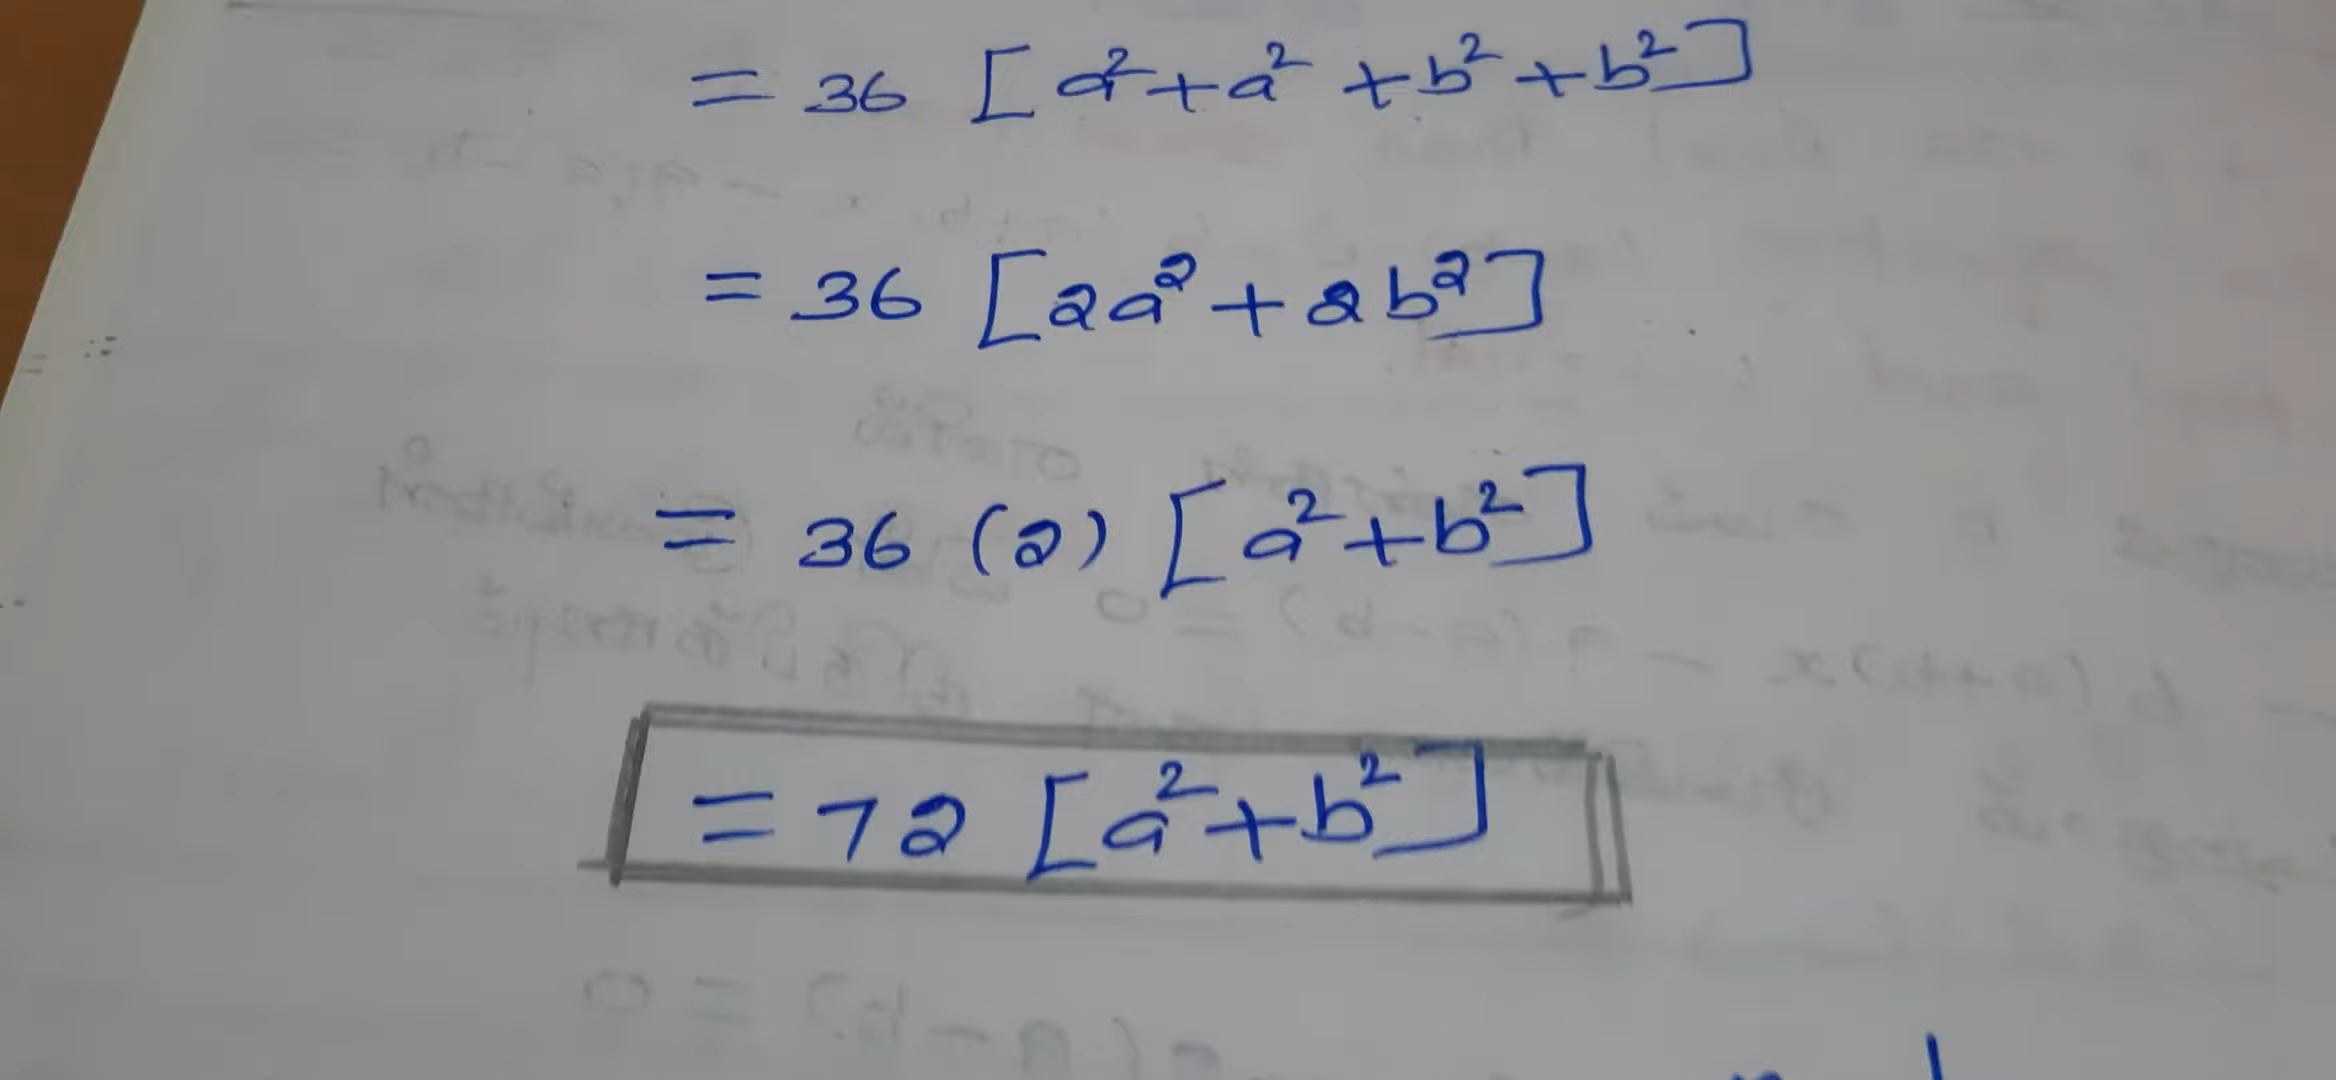 = 36 [a²+a²+b²+b²]
= 36 [2a²+2b²]
= 36 (2) [a²+b²]
= 72 [a²+b²]